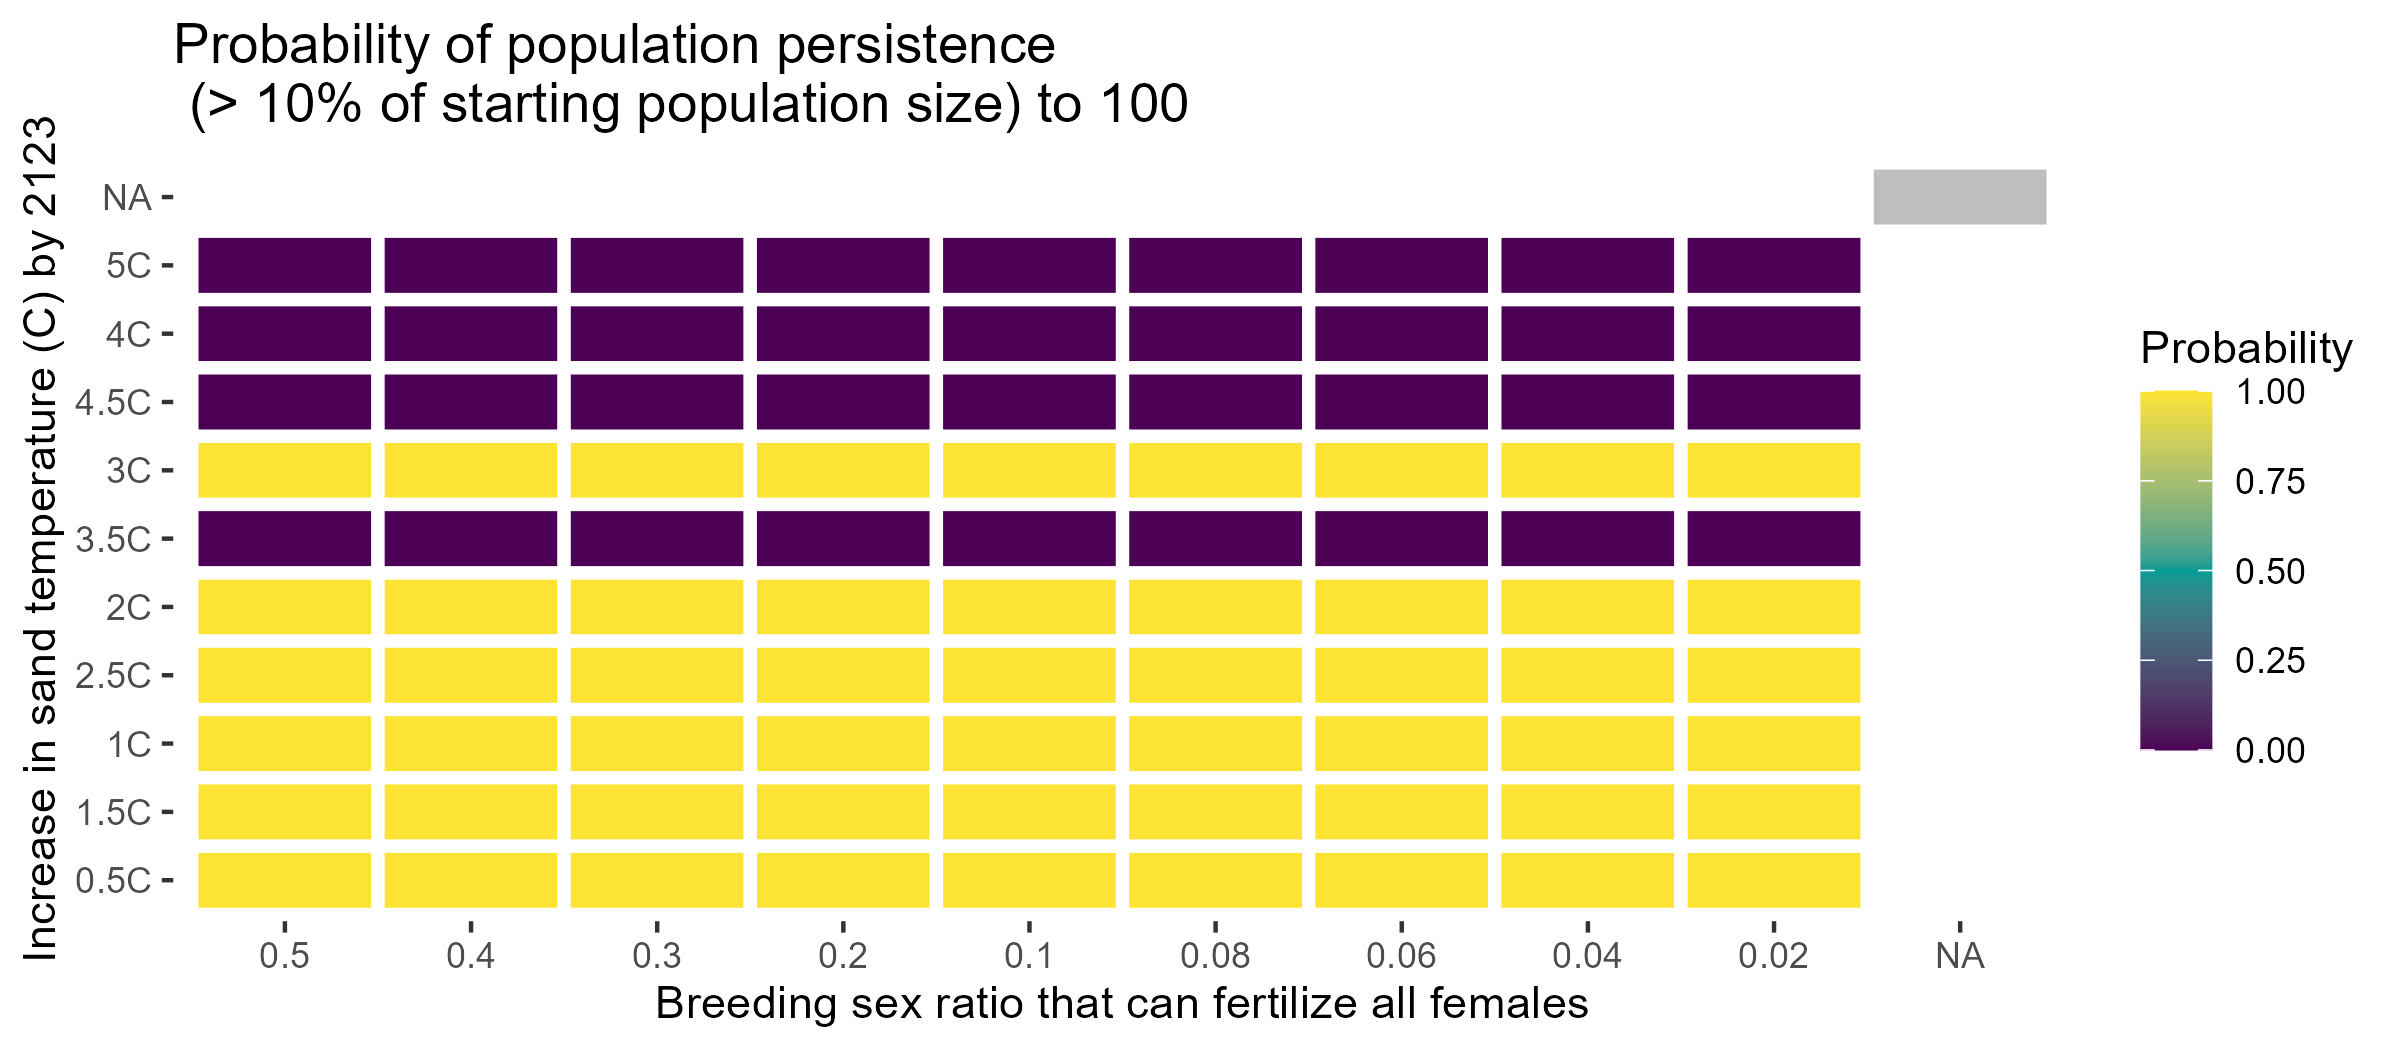 Probability of population persistence
(> 10% of starting population size) to 100
Increase in sand temperature (C) by 2123
NA
5C
4C
4.5C
3C
3.5C
2C
2.5C
1C
1.5C
0.5C
0.5 0.4 0.3 0.2 0.1 0.08 0.06 0.04 0.02 NA
Breeding sex ratio that can fertilize all females
Probability
1.00
0.75
0.50
0.25
0.00